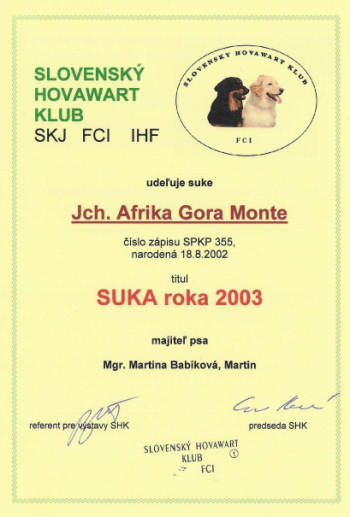 SLOVENSKÝ
HOVAWART
KLUB
SKJ FCI IHF
SLOVENSKÝ HOVAWART KLUB
FCI
udeľuje suke
Jch. Afrika Gora Monte
číslo zápisu SPKP 355,
narodená 18.8.2002
titul
SUKA roka 2003
majiteľ psa
Mgr. Martina Babíková, Martin
referent pre výstavy SHK
predseda SHK
SLOVENSKÝ HOVAWART
KLUB 1
FCI